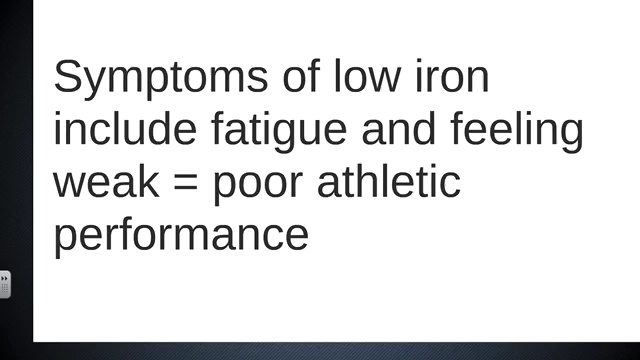 Symptoms of low iron
include fatigue and feeling
weak = poor athletic
performance